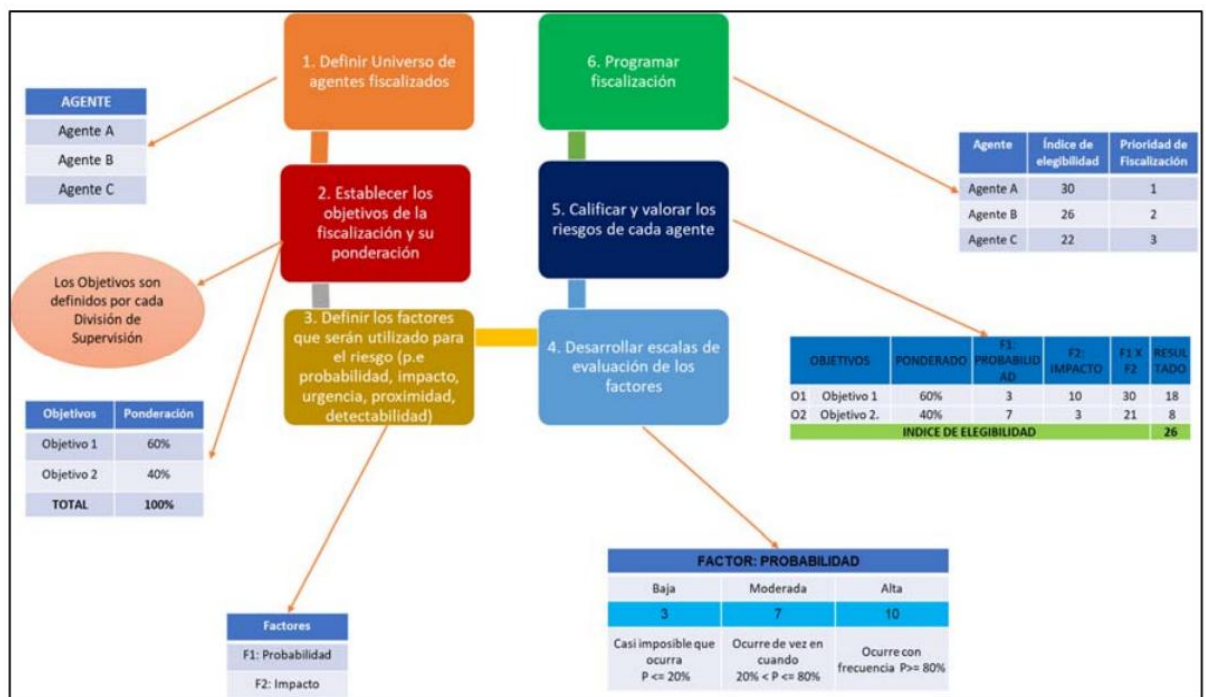 1. Definir Universo de
agentes fiscalizados
6. Programar
fiscalización
AGENTE
Agente A
Agente B
Agente C
2. Establecer los
objetivos de la
fiscalización y su
ponderación
5. Calificar y valorar los
riesgos de cada agente
Agente Índice de elegibilidad Prioridad de Fiscalización
Agente A 30 1
Agente B 26 2
Agente C 22 3
Los Objetivos son
definidos por cada
División de
Supervisión
3. Definir los factores
que serán utilizado para
el riesgo (p.e
probabilidad, impacto,
urgencia, proximidad,
detectabilidad)
4. Desarrollar escalas de
evaluación de los
factores
OBJETIVOS PONDERADO F1: PROBABILIDAD F2: IMPACTO F1 X F2 RESULTADO
O1 Objetivo 1 60% 3 10 30 18
O2 Objetivo 2. 40% 7 3 21 8
INDICE DE ELEGIBILIDAD 26
Objetivos Ponderación
Objetivo 1 60%
Objetivo 2 40%
TOTAL 100%
FACTOR: PROBABILIDAD
Baja Moderada Alta
3 7 10
Casi imposible que
ocurra
P <= 20%
Ocurre de vez en
cuando
20% < P <= 80%
Ocurre con
frecuencia P>= 80%
Factores
F1: Probabilidad
F2: Impacto